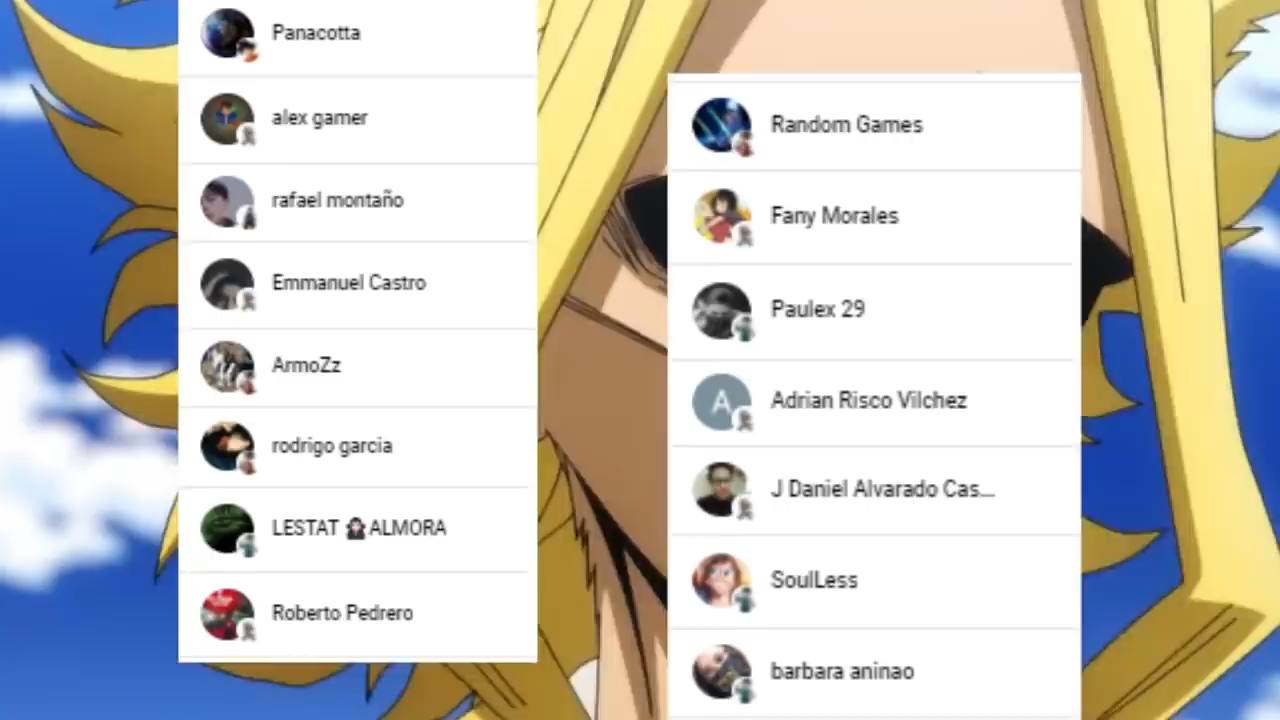 Panacotta
alex gamer
rafael montaño
Emmanuel Castro
ArmoZz
rodrigo garcia
LESTAT 🧛🏻‍♂️ALMORA
Roberto Pedrero
Random Games
Fany Morales
Paulex 29
A
Adrian Risco Vilchez
J Daniel Alvarado Cas...
SoulLess
barbara aninao